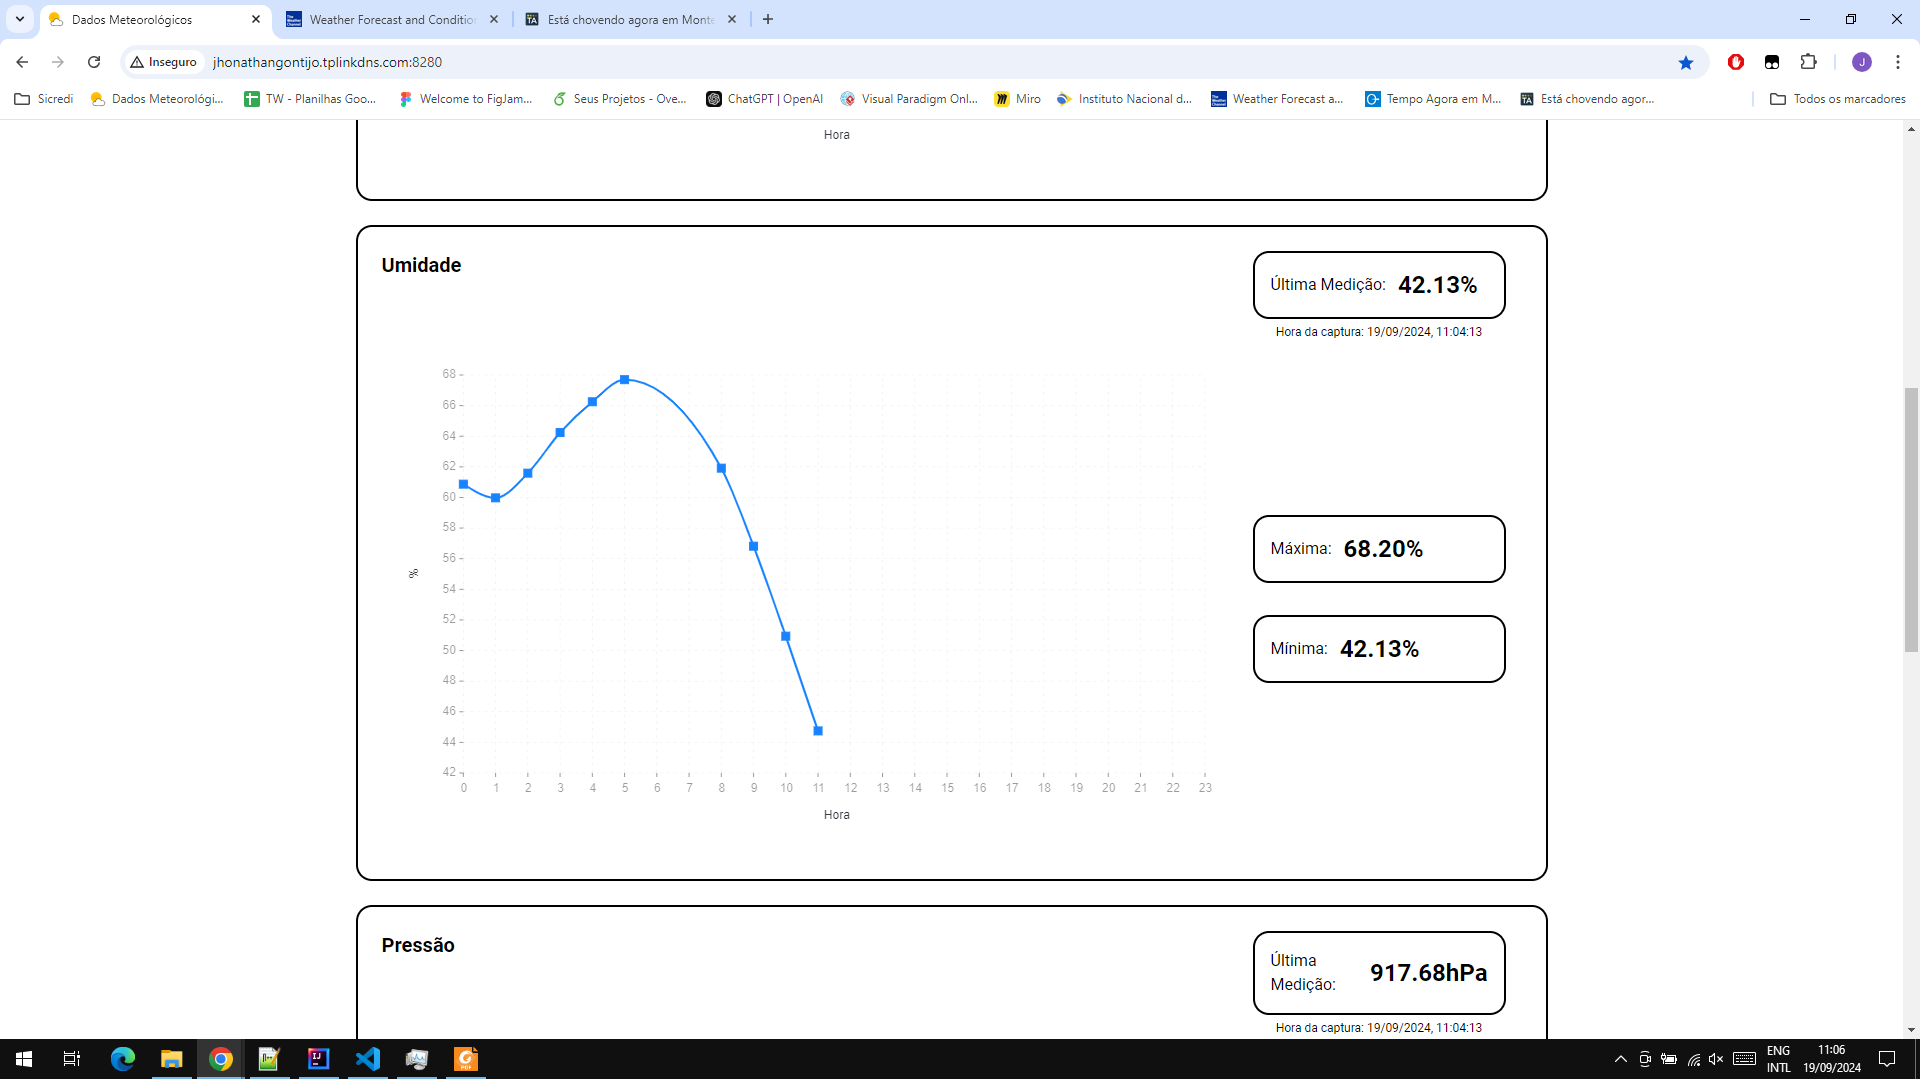 Dados Meteorológicos
Weather Forecast and Conditio
Está chovendo agora em Monte
Inseguro
jhonathangontijo.tplinkdns.com:8280
Sicredi
Dados Meteorológi...
TW - Planilhas Goo...
Welcome to FigJam...
Seus Projetos - Ove...
ChatGPT | OpenAI
Visual Paradigm Onl...
Miro
Instituto Nacional d...
Weather Forecast a...
Tempo Agora em M...
Está chovendo agor...
Todos os marcadores
Hora
Umidade
Última Medição: 42.13%
Hora da captura: 19/09/2024, 11:04:13
68
66
64
62
60
58
56
54
52
50
48
46
44
42
%
0 1 2 3 4 5 6 7 8 9 10 11 12 13 14 15 16 17 18 19 20 21 22 23
Hora
Máxima: 68.20%
Mínima: 42.13%
Pressão
Última
Medição:
917.68hPa
Hora da captura: 19/09/2024, 11:04:13
ENG
INTL
11:06
19/09/2024